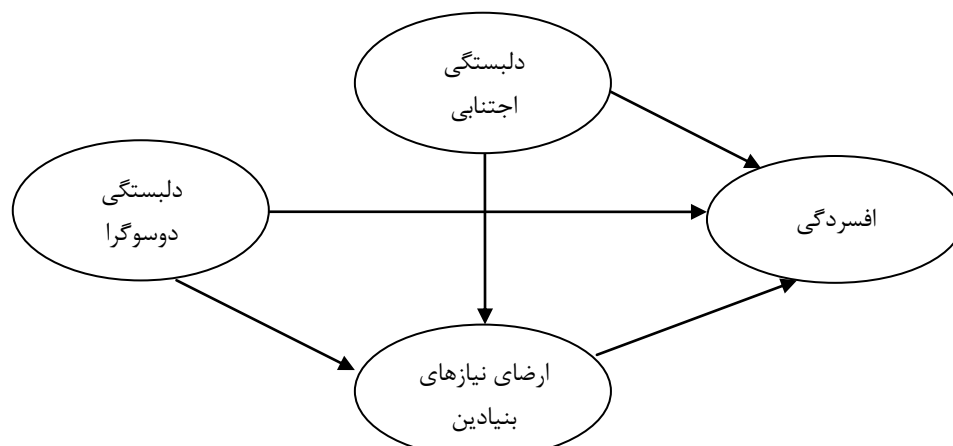 دلبستگی
اجتنابی
دلبستگی
دوسوگرا
افسردگی
ارضای نیازهای
بنیادین